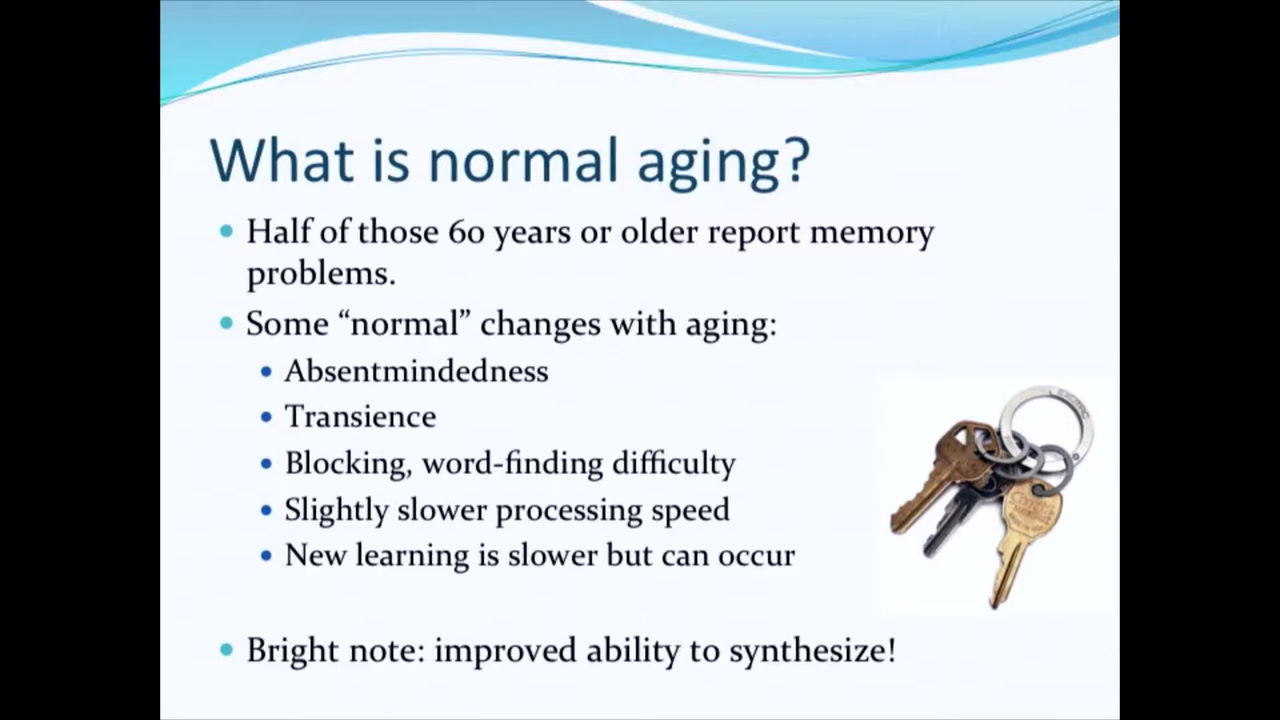 What is normal aging?
• Half of those 60 years or older report memory
problems.
• Some “normal” changes with aging:
• Absentmindedness
• Transience
• Blocking, word-finding difficulty
• Slightly slower processing speed
• New learning is slower but can occur
• Bright note: improved ability to synthesize!